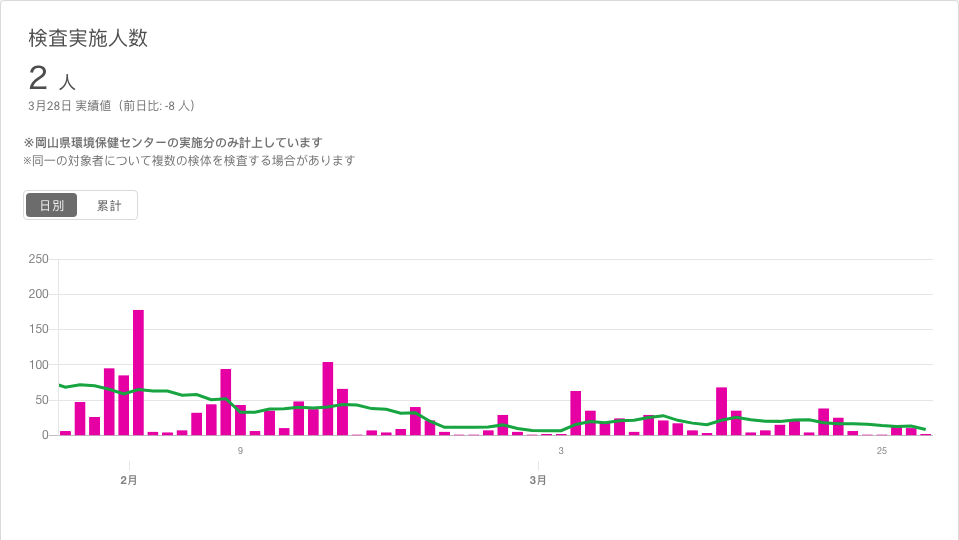 検査実施人数
2 人
3月28日 実績値（前日比: -8 人）
※岡山県環境保健センターの実施分のみ計上しています
※同一の対象者について複数の検体を検査する場合があります
日別 累計
250
200
150
100
50
0
9 3 25
2月 3月